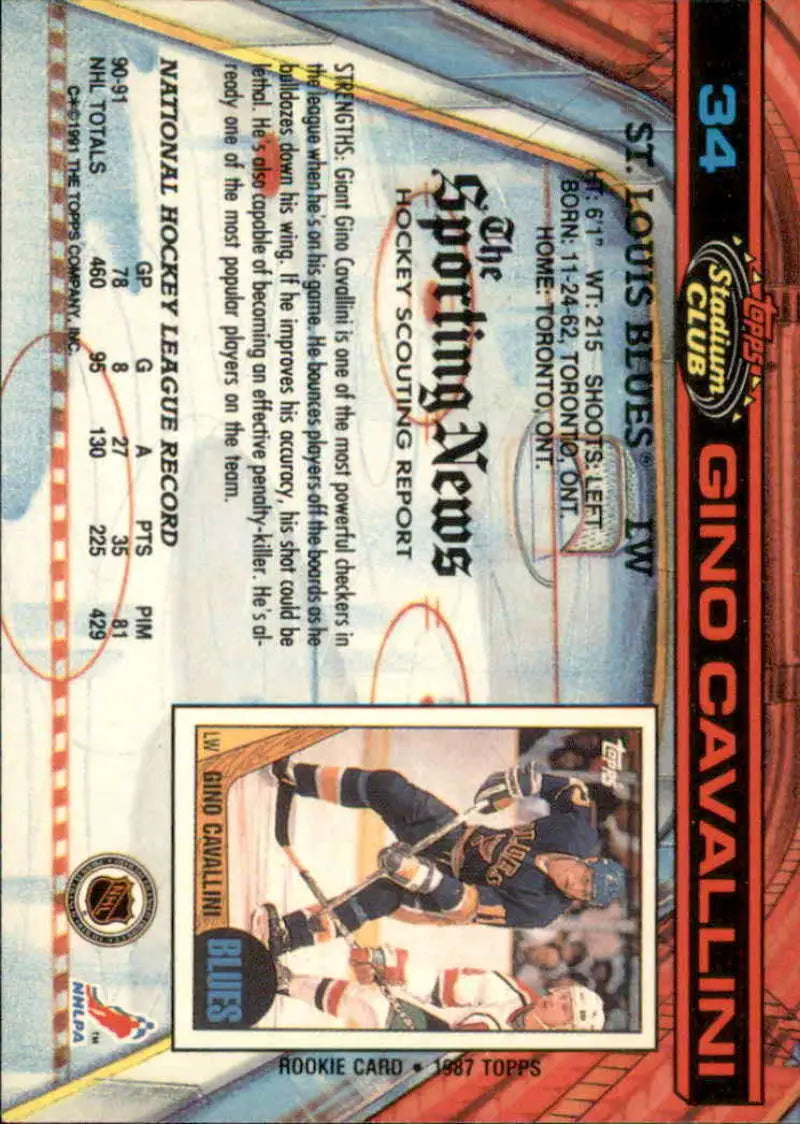 34
Topps
Stadium
CLUB
GINO CAVALLINI
ST. LOUIS BLUES® LW
HT: 6'1" WT: 215 SHOOTS: LEFT
BORN: 11-24-62, TORONTO, ONT.
HOME: TORONTO, ONT.
The
Sporting News
HOCKEY SCOUTING REPORT
STRENGTHS: Giant Gino Cavallini is one of the most powerful checkers in
the league when he's on his game. He bounces players off the boards as he
bulldozes down his wing. If he improves his accuracy, his shot could be
lethal. He's also capable of becoming an effective penalty-killer. He's al-
ready one of the most popular players on the team.
NATIONAL HOCKEY LEAGUE RECORD
GP G A PTS PIM
90-91 78 8 27 35 81
NHL TOTALS 460 95 130 225 429
C*©1991 THE TOPPS COMPANY, INC.
TOPPS
BLUES
11
LW GINO CAVALLINI
BLUES
ROOKIE CARD • 1987 TOPPS
NHL
NHLPA
™